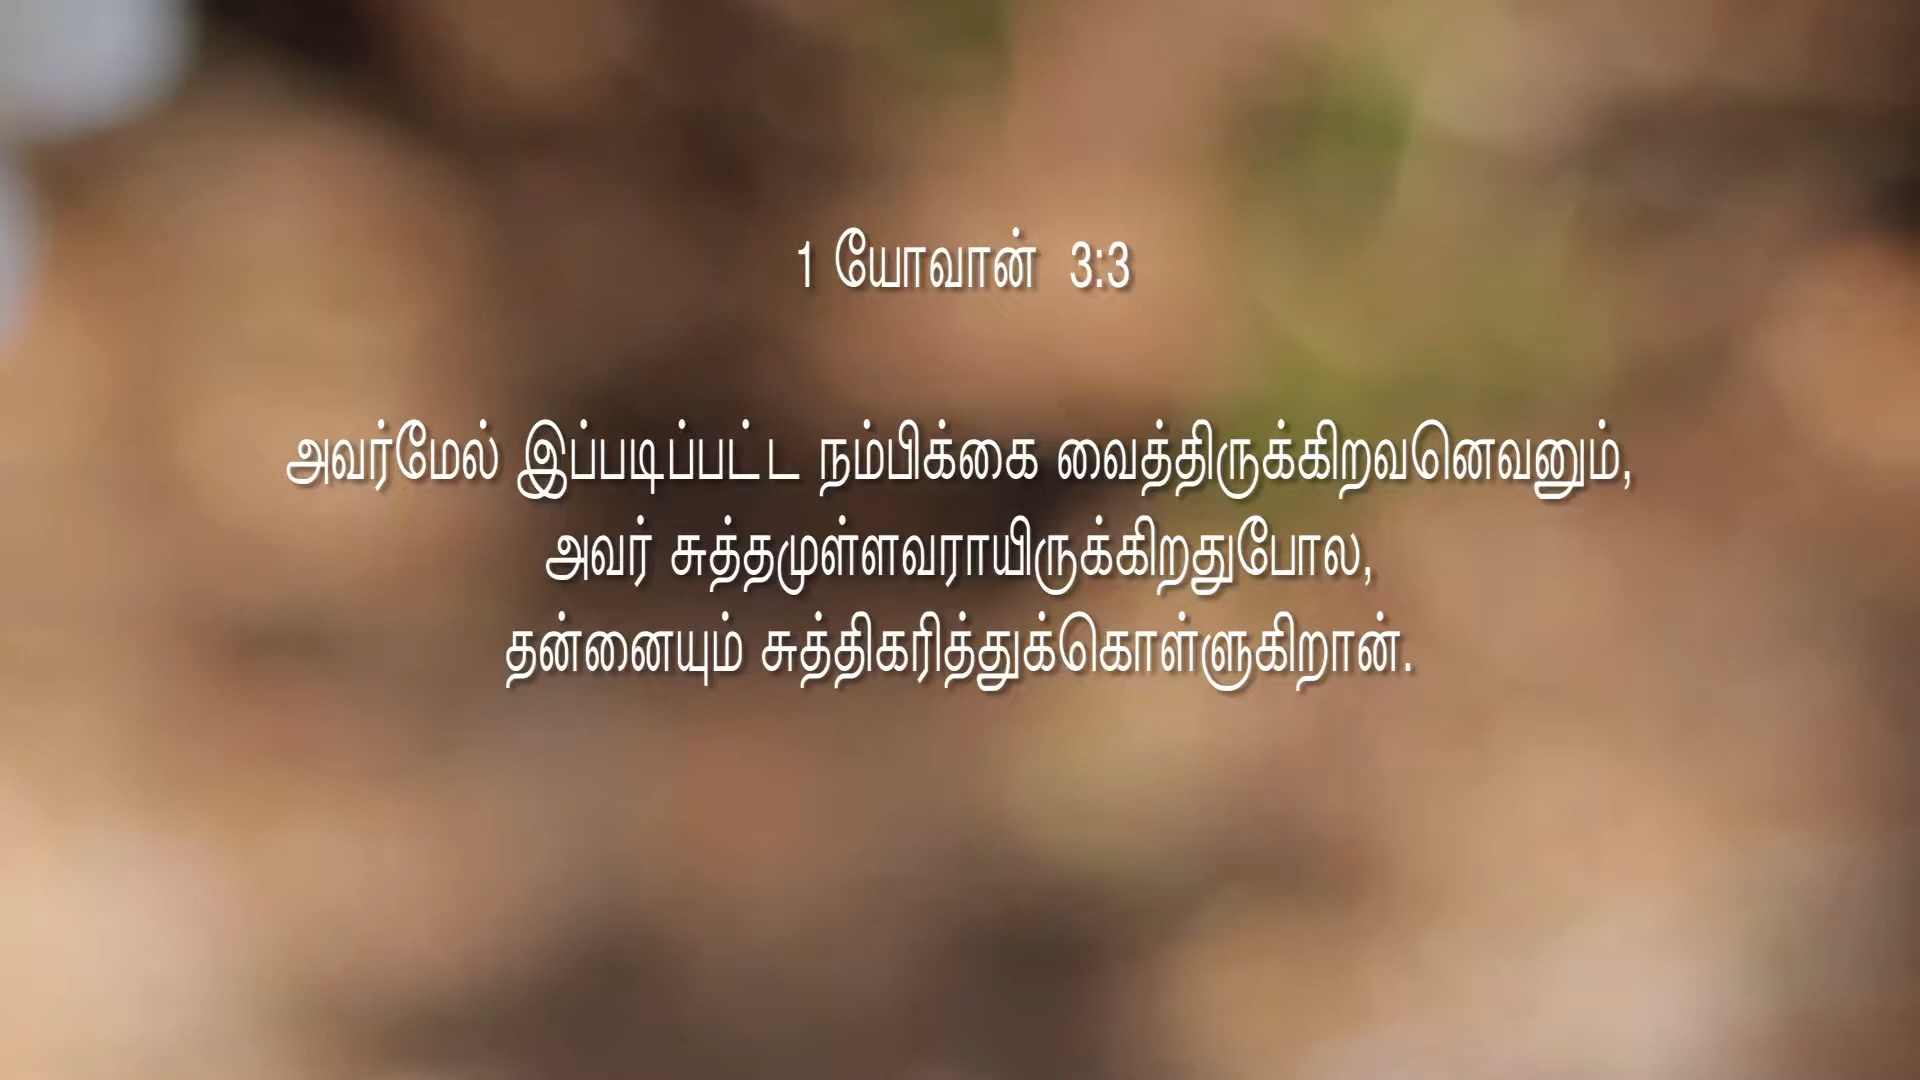 1 யோவான் 3:3
அவர்மேல் இப்படிப்பட்ட நம்பிக்கை வைத்திருக்கிறவனெவனும்,
அவர் சுத்தமுள்ளவராயிருக்கிறதுபோல,
தன்னையும் சுத்திகரித்துக்கொள்ளுகிறான்.